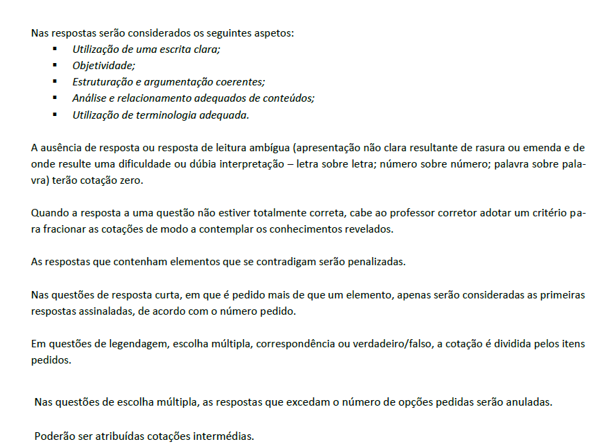 Nas respostas serão considerados os seguintes aspetos:
▪ Utilização de uma escrita clara;
▪ Objetividade;
▪ Estruturação e argumentação coerentes;
▪ Análise e relacionamento adequados de conteúdos;
▪ Utilização de terminologia adequada.
A ausência de resposta ou resposta de leitura ambígua (apresentação não clara resultante de rasura ou emenda e de
onde resulte uma dificuldade ou dúbia interpretação – letra sobre letra; número sobre número; palavra sobre pala-
vra) terão cotação zero.
Quando a resposta a uma questão não estiver totalmente correta, cabe ao professor corretor adotar um critério pa-
ra fracionar as cotações de modo a contemplar os conhecimentos revelados.
As respostas que contenham elementos que se contradigam serão penalizadas.
Nas questões de resposta curta, em que é pedido mais de que um elemento, apenas serão consideradas as primeiras
respostas assinaladas, de acordo com o número pedido.
Em questões de legendagem, escolha múltipla, correspondência ou verdadeiro/falso, a cotação é dividida pelos itens
pedidos.
Nas questões de escolha múltipla, as respostas que excedam o número de opções pedidas serão anuladas.
Poderão ser atribuídas cotações intermédias.